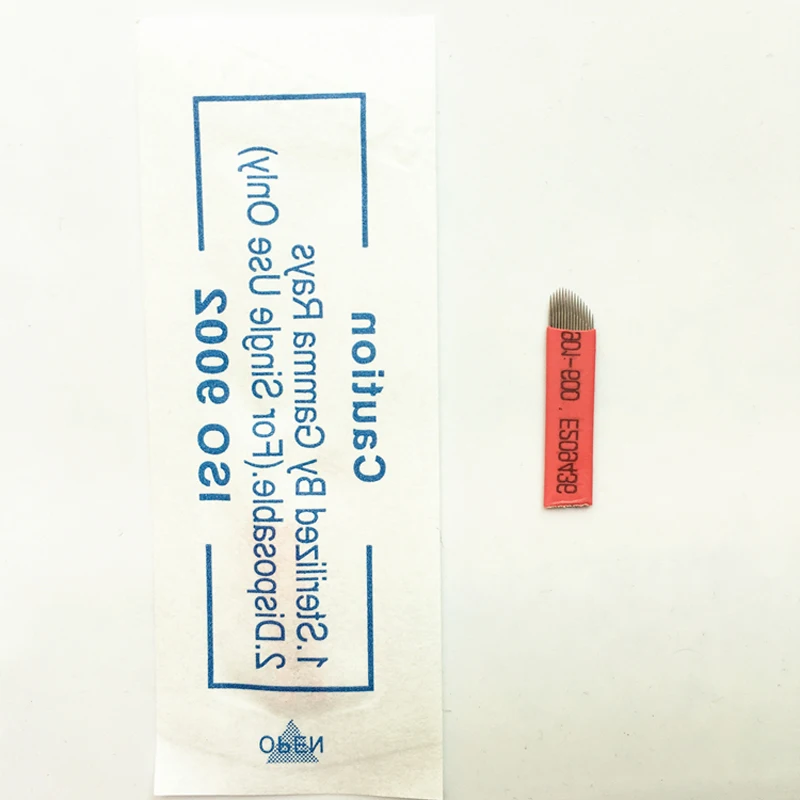 Caution
1.Sterilized By Gamma Rays
2.Disposable.(For Single Use Only)
ISO 9002
OPEN